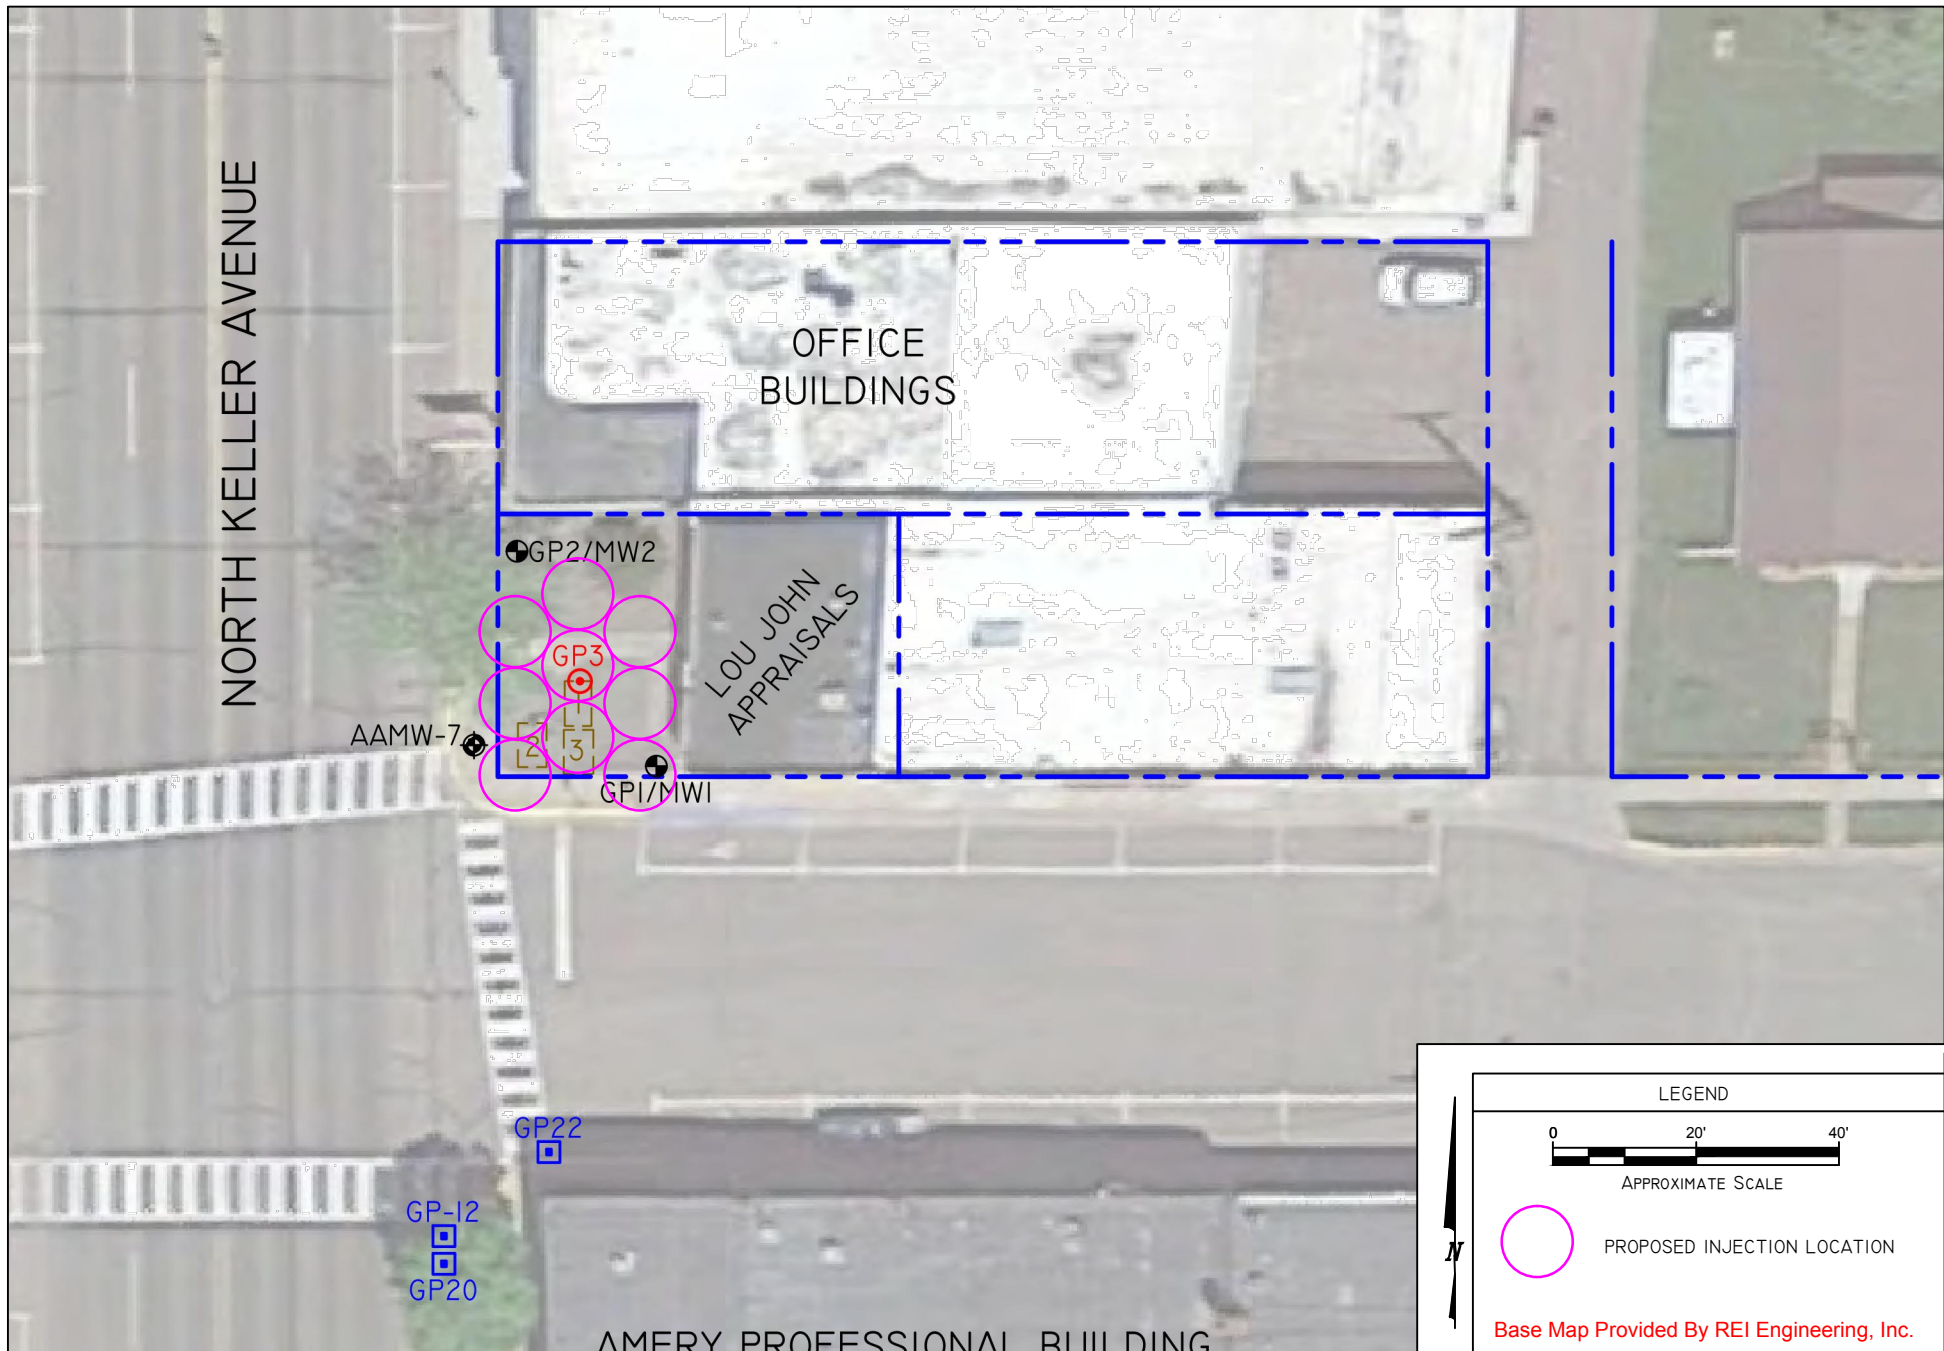 NORTH KELLER AVENUE
OFFICE
BUILDINGS
GP2/MW2
GP3
LOU JOHN
APPRAISALS
1
2
3
AAMW-7
GP1/MW1
GP22
GP-12
GP20
AMERY PROFESSIONAL BUILDING
LEGEND
0 20' 40'
APPROXIMATE SCALE
N
PROPOSED INJECTION LOCATION
Base Map Provided By REI Engineering, Inc.